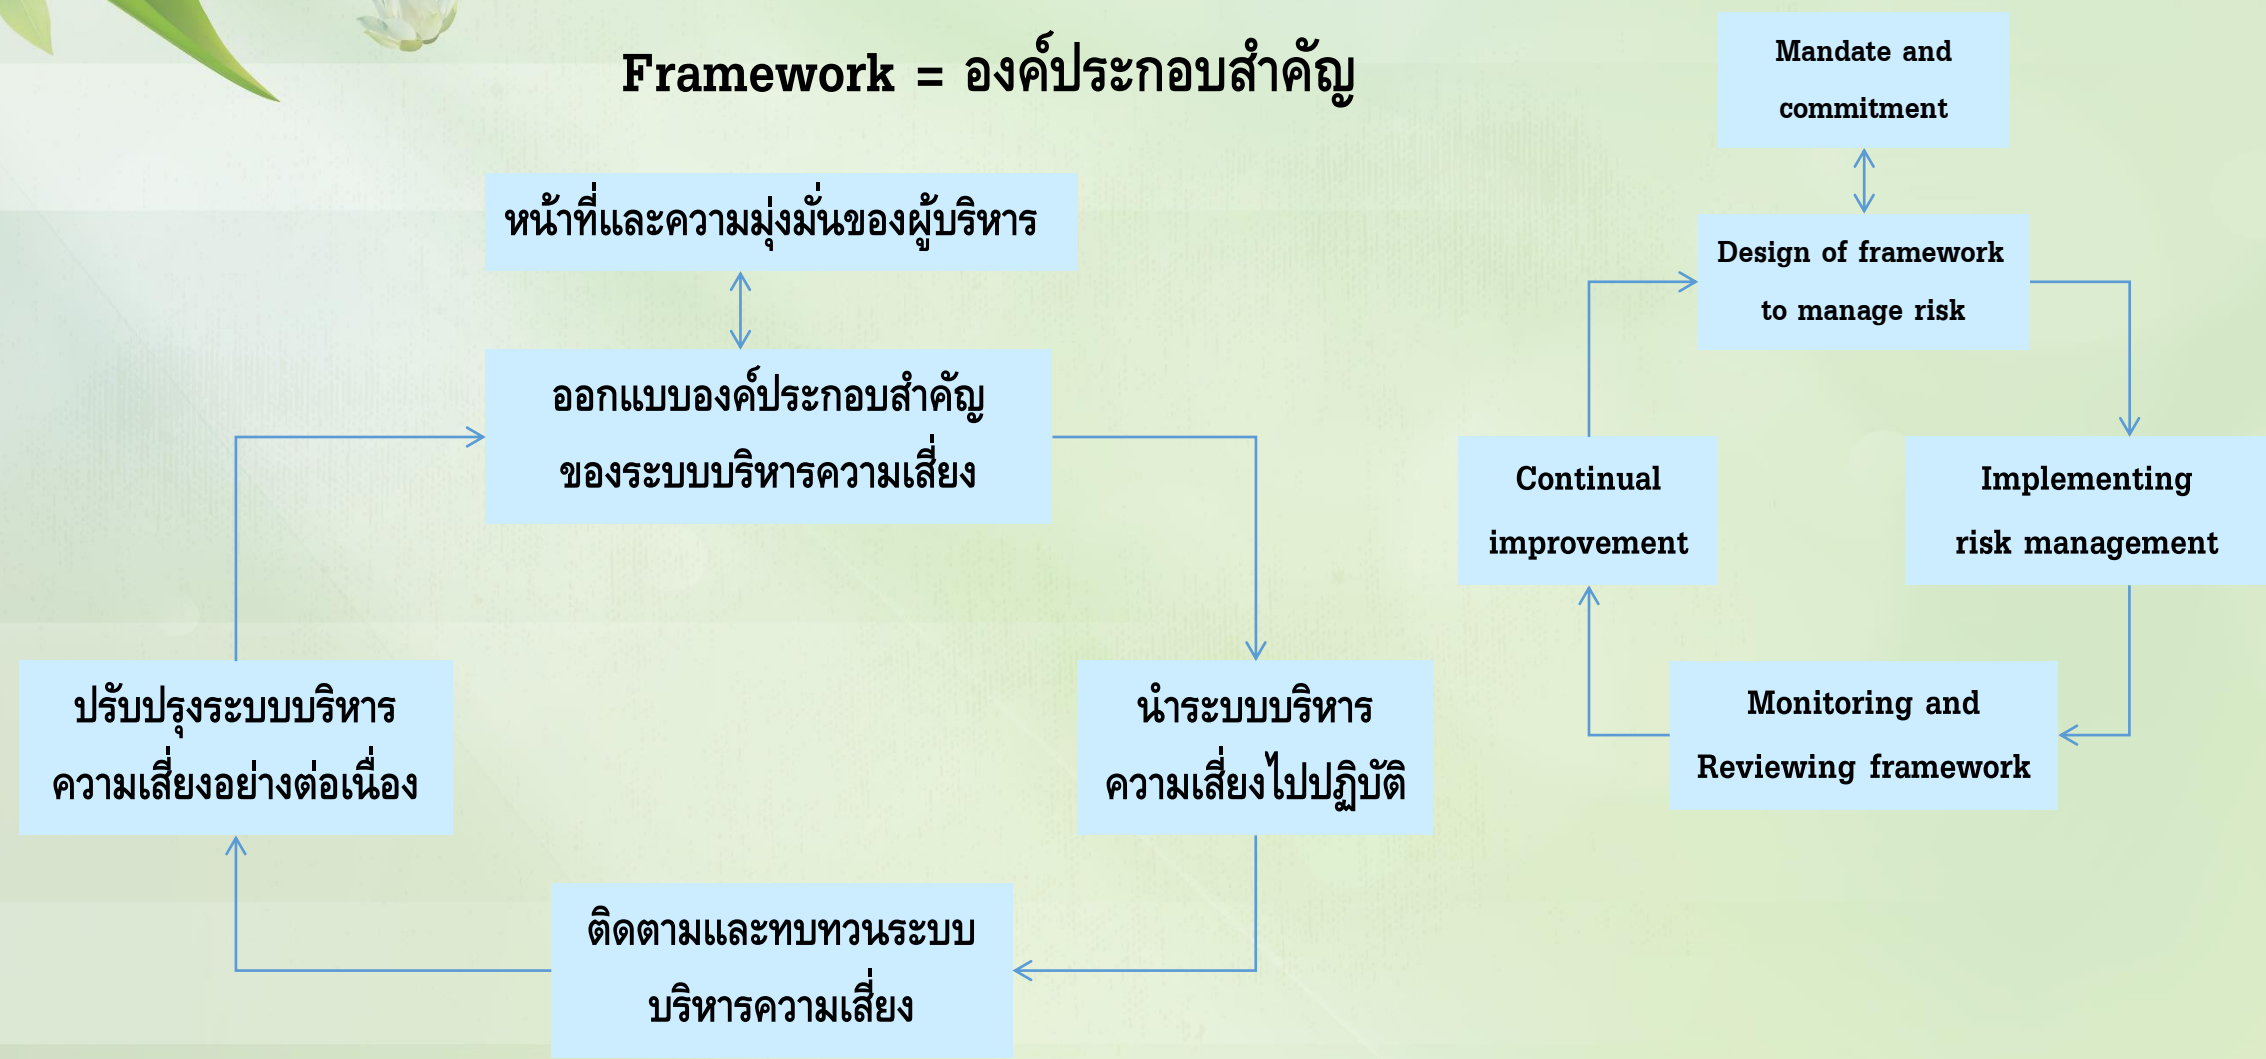 Framework = องค์ประกอบสำคัญ
หน้าที่และความมุ่งมั่นของผู้บริหาร
ออกแบบองค์ประกอบสำคัญ
ของระบบบริหารความเสี่ยง
นำระบบบริหาร
ความเสี่ยงไปปฏิบัติ
ติดตามและทบทวนระบบ
บริหารความเสี่ยง
ปรับปรุงระบบบริหาร
ความเสี่ยงอย่างต่อเนื่อง
Mandate and
commitment
Design of framework
to manage risk
Implementing
risk management
Monitoring and
Reviewing framework
Continual
improvement